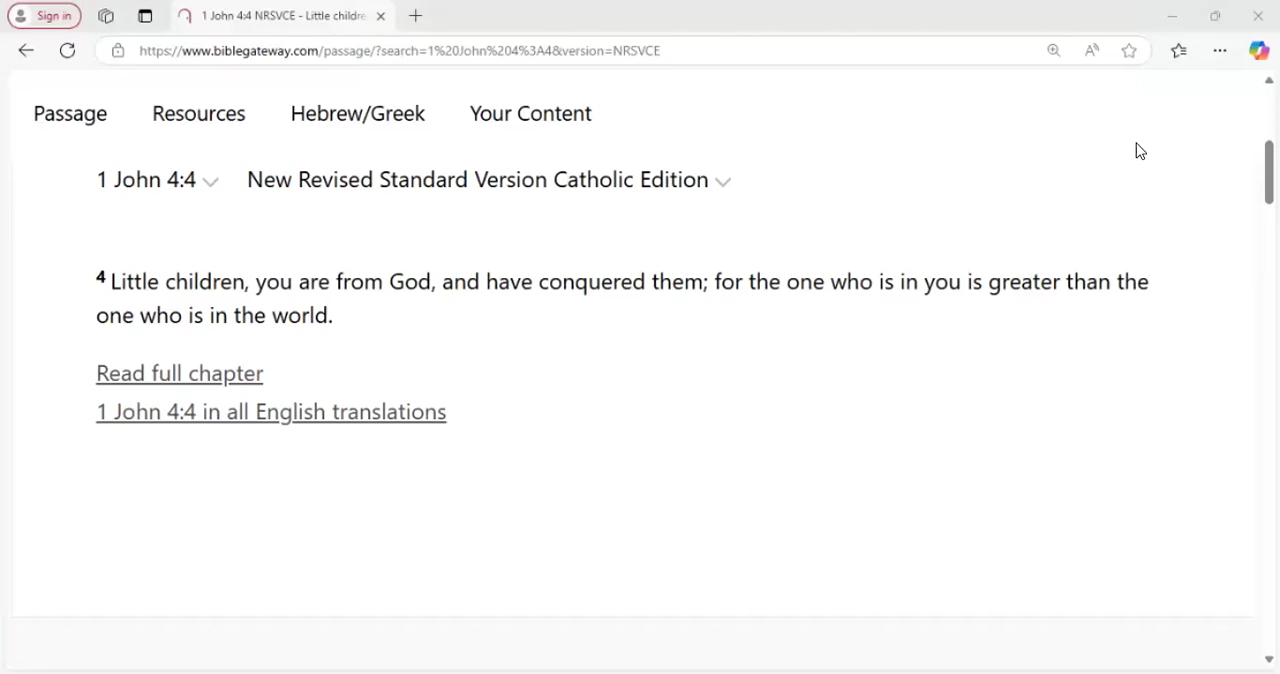 Sign in
1 John 4:4 NRSVCE - Little childre
https://www.biblegateway.com/passage/?search=1%20John%204%3A4&version=NRSVCE
Passage Resources Hebrew/Greek Your Content
1 John 4:4 New Revised Standard Version Catholic Edition
4 Little children, you are from God, and have conquered them; for the one who is in you is greater than the
one who is in the world.
Read full chapter
1 John 4:4 in all English translations